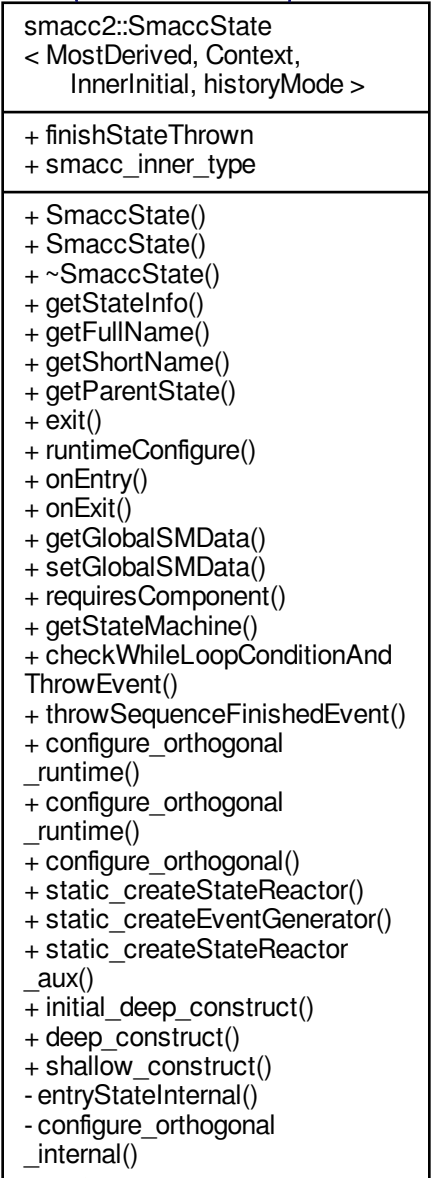 smacc2::SmaccState
< MostDerived, Context,
InnerInitial, historyMode >
+ finishStateThrown
+ smacc_inner_type
+ SmaccState()
+ SmaccState()
+ ~SmaccState()
+ getStateInfo()
+ getFullName()
+ getShortName()
+ getParentState()
+ exit()
+ runtimeConfigure()
+ onEntry()
+ onExit()
+ getGlobalSMData()
+ setGlobalSMData()
+ requiresComponent()
+ getStateMachine()
+ checkWhileLoopConditionAnd
ThrowEvent()
+ throwSequenceFinishedEvent()
+ configure_orthogonal
_runtime()
+ configure_orthogonal
_runtime()
+ configure_orthogonal()
+ static_createStateReactor()
+ static_createEventGenerator()
+ static_createStateReactor
_aux()
+ initial_deep_construct()
+ deep_construct()
+ shallow_construct()
- entryStateInternal()
- configure_orthogonal
_internal()